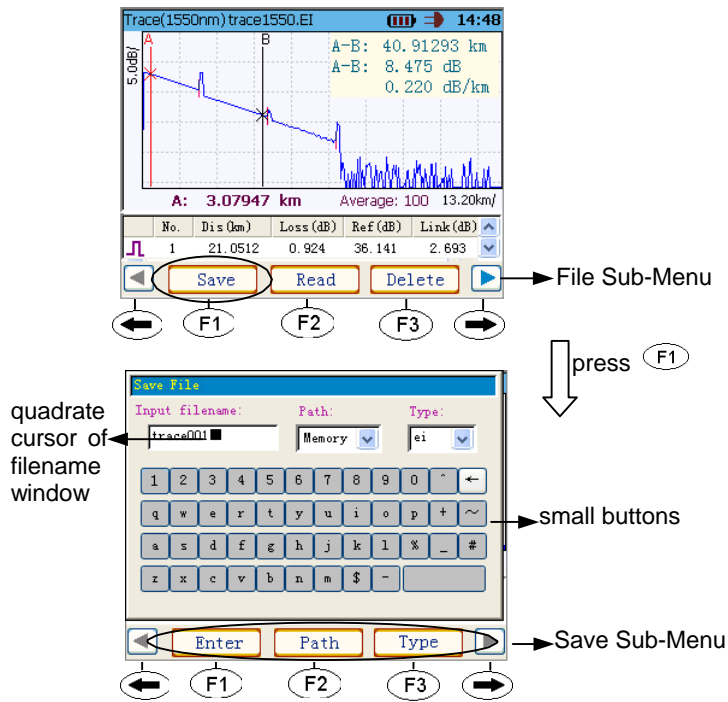 Trace(1550nm) trace1550.EI 14:48
A
B
A-B: 40.91293 km
A-B: 8.475 dB
0.220 dB/km
5.0dB/
A: 3.07947 km Average: 100 13.20km/
No. Dis(km) Loss(dB) Ref(dB) Link(dB)
1 21.0512 0.924 36.141 2.693
Save Read Delete
File Sub-Menu
F1 F2 F3
press F1
Save File
Input filename: Path: Type:
trace001 Memory ei
quadrate
cursor of
filename
window
1 2 3 4 5 6 7 8 9 0 ^ ←
q w e r t y u i o p + ~
small buttons
a s d f g h j k l % _ #
z x c v b n m $ -
Enter Path Type
Save Sub-Menu
F1 F2 F3